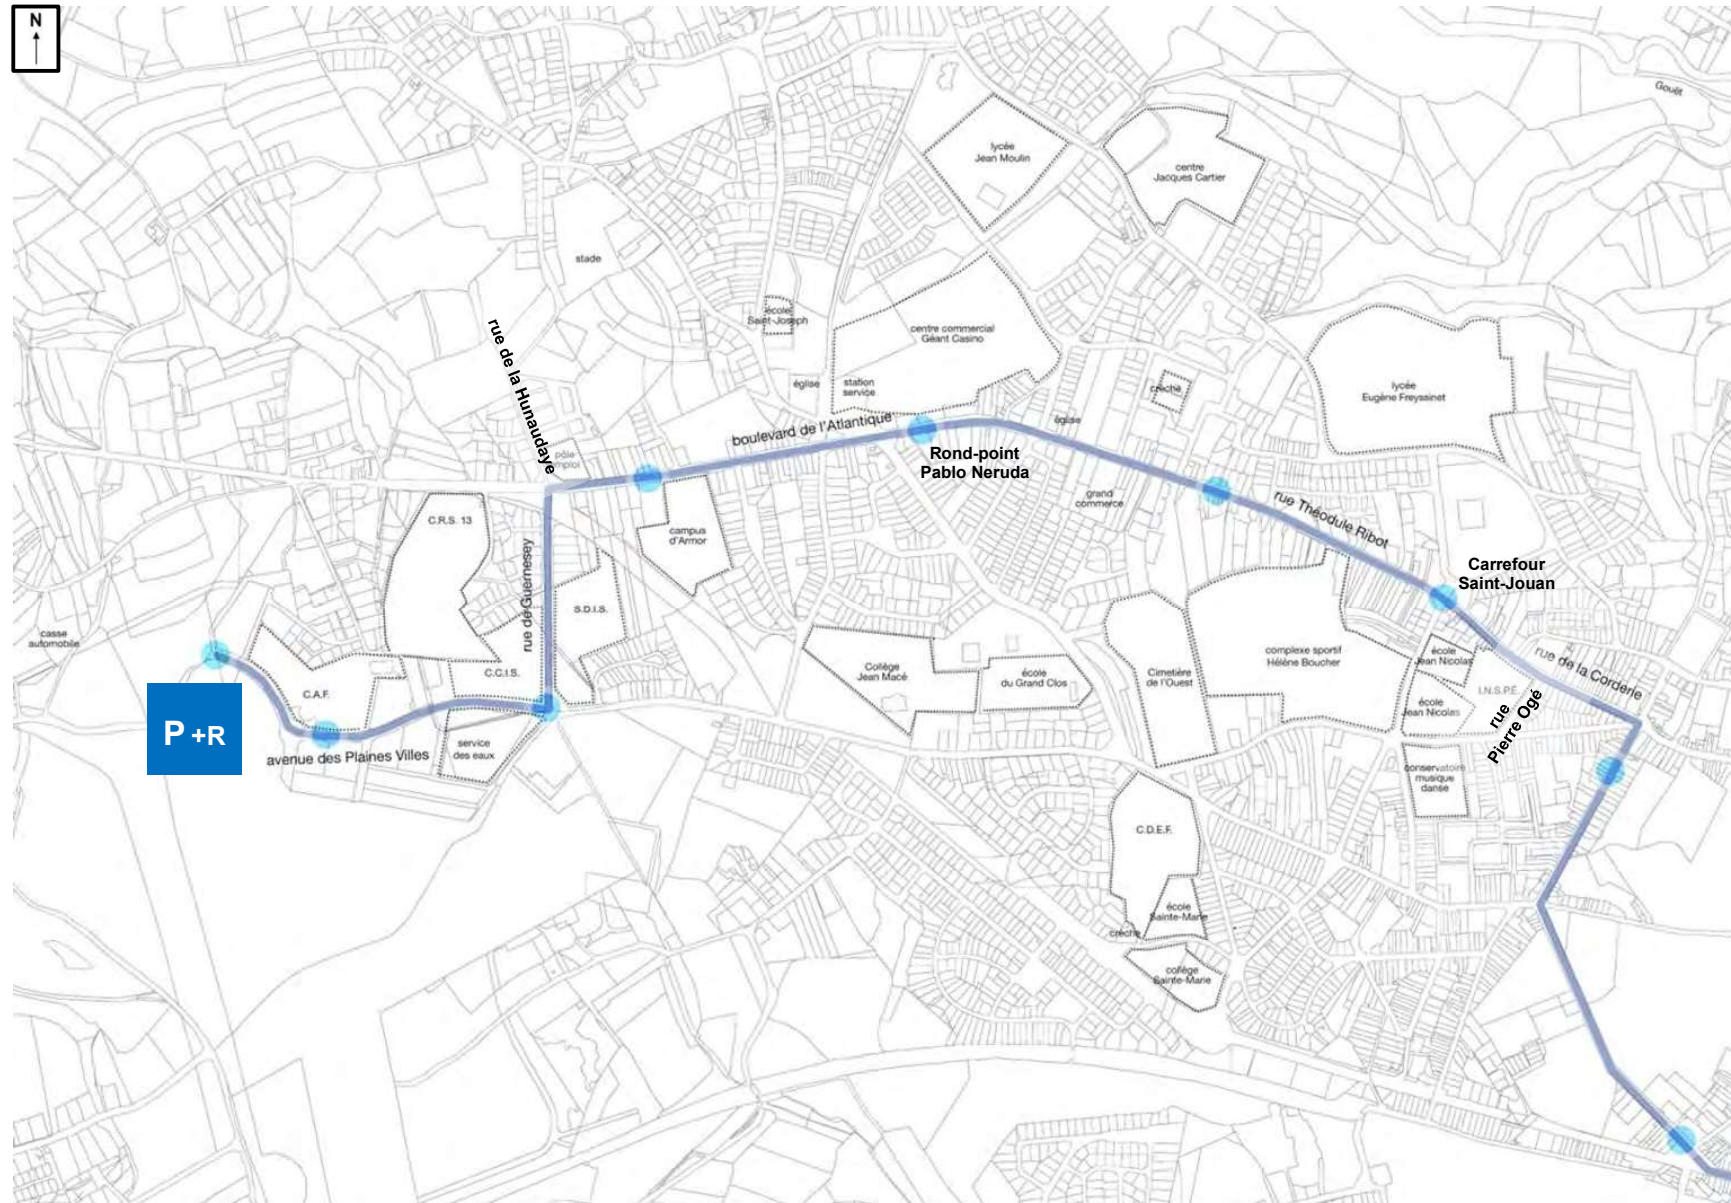 N
Gouët
lycée
Jean Moulin
centre
Jacques Cartier
stade
école
Saint-Joseph
rue de la Hunaudaye
centre commercial
Géant Casino
église
station
service
crèche
lycée
Eugène Freyssinet
boulevard de l'Atlantique
église
Rond-point
Pablo Neruda
pôle
emploi
grand
commerce
rue Théodule Ribot
C.R.S. 13
campus
d'Armor
rue de Guernesey
Carrefour
Saint-Jouan
S.D.I.S.
casse
automobile
C.A.F.
C.C.I.S.
Collège
Jean Macé
école
du Grand Clos
Cimetière
de l'Ouest
complexe sportif
Hélène Boucher
école
Jean Nicolas
rue de la Corderie
I.N.S.P.É.
école
Jean Nicolas
rue
Pierre Ogé
P +R
avenue des Plaines Villes
service
des eaux
conservatoire
musique
danse
C.D.E.F.
école
Sainte-Marie
crèche
collège
Sainte-Marie